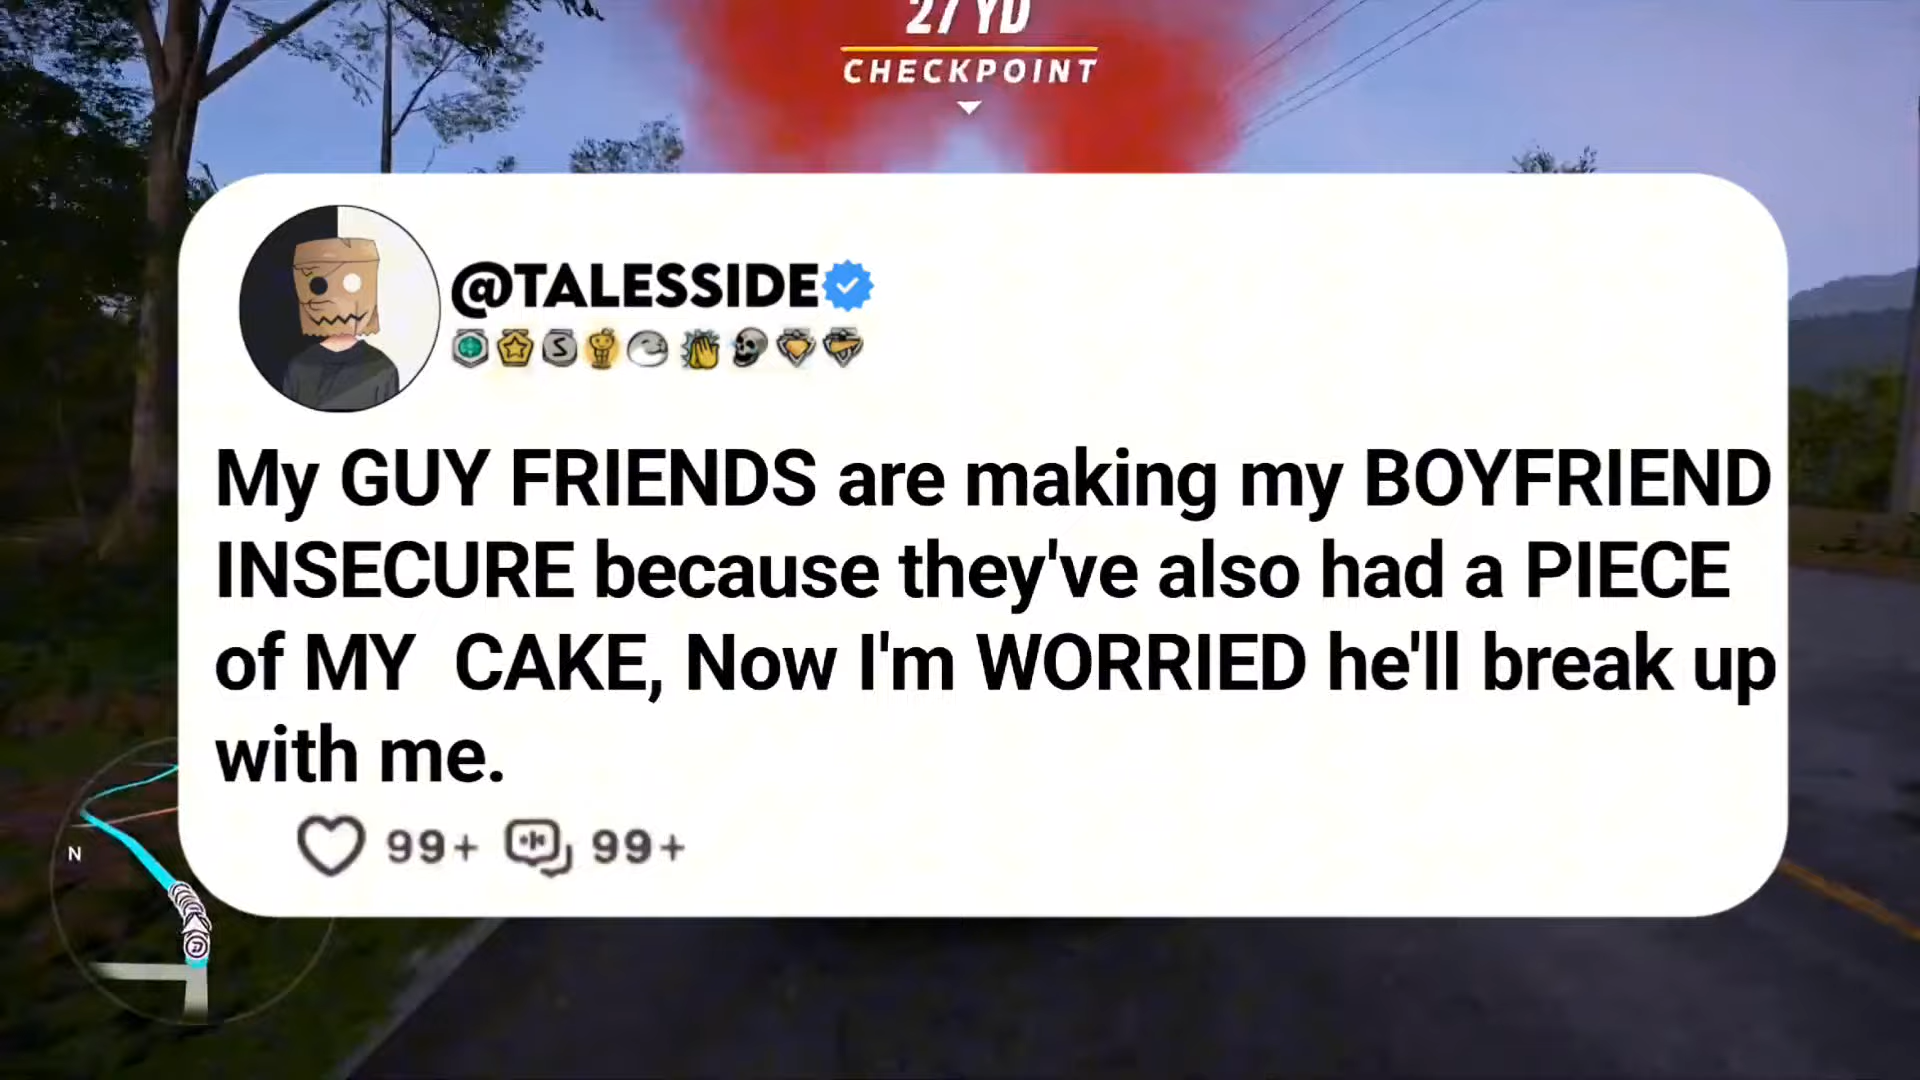 27 YD
CHECKPOINT
@TALESSIDE
S
My GUY FRIENDS are making my BOYFRIEND
INSECURE because they've also had a PIECE
of MY CAKE, Now I'm WORRIED he'll break up
with me.
99+ 99+
N